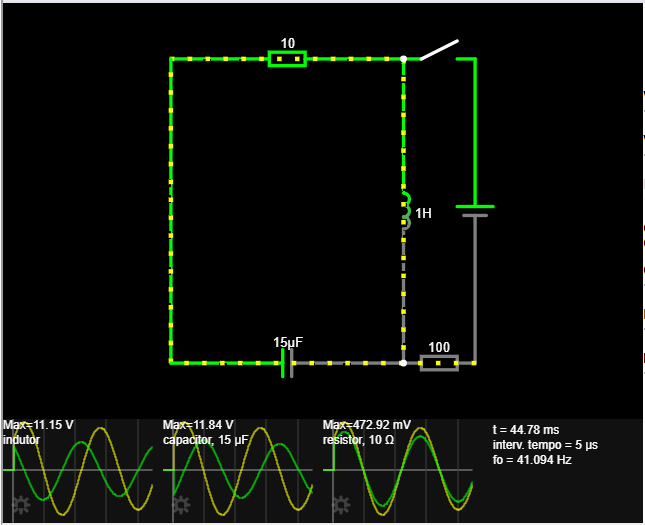 10
1H
15µF
100
Max=11.15 V
indutor
Max=11.84 V
capacitor, 15 µF
Max=472.92 mV
resistor, 10 Ω
t = 44.78 ms
interv. tempo = 5 µs
fo = 41.094 Hz